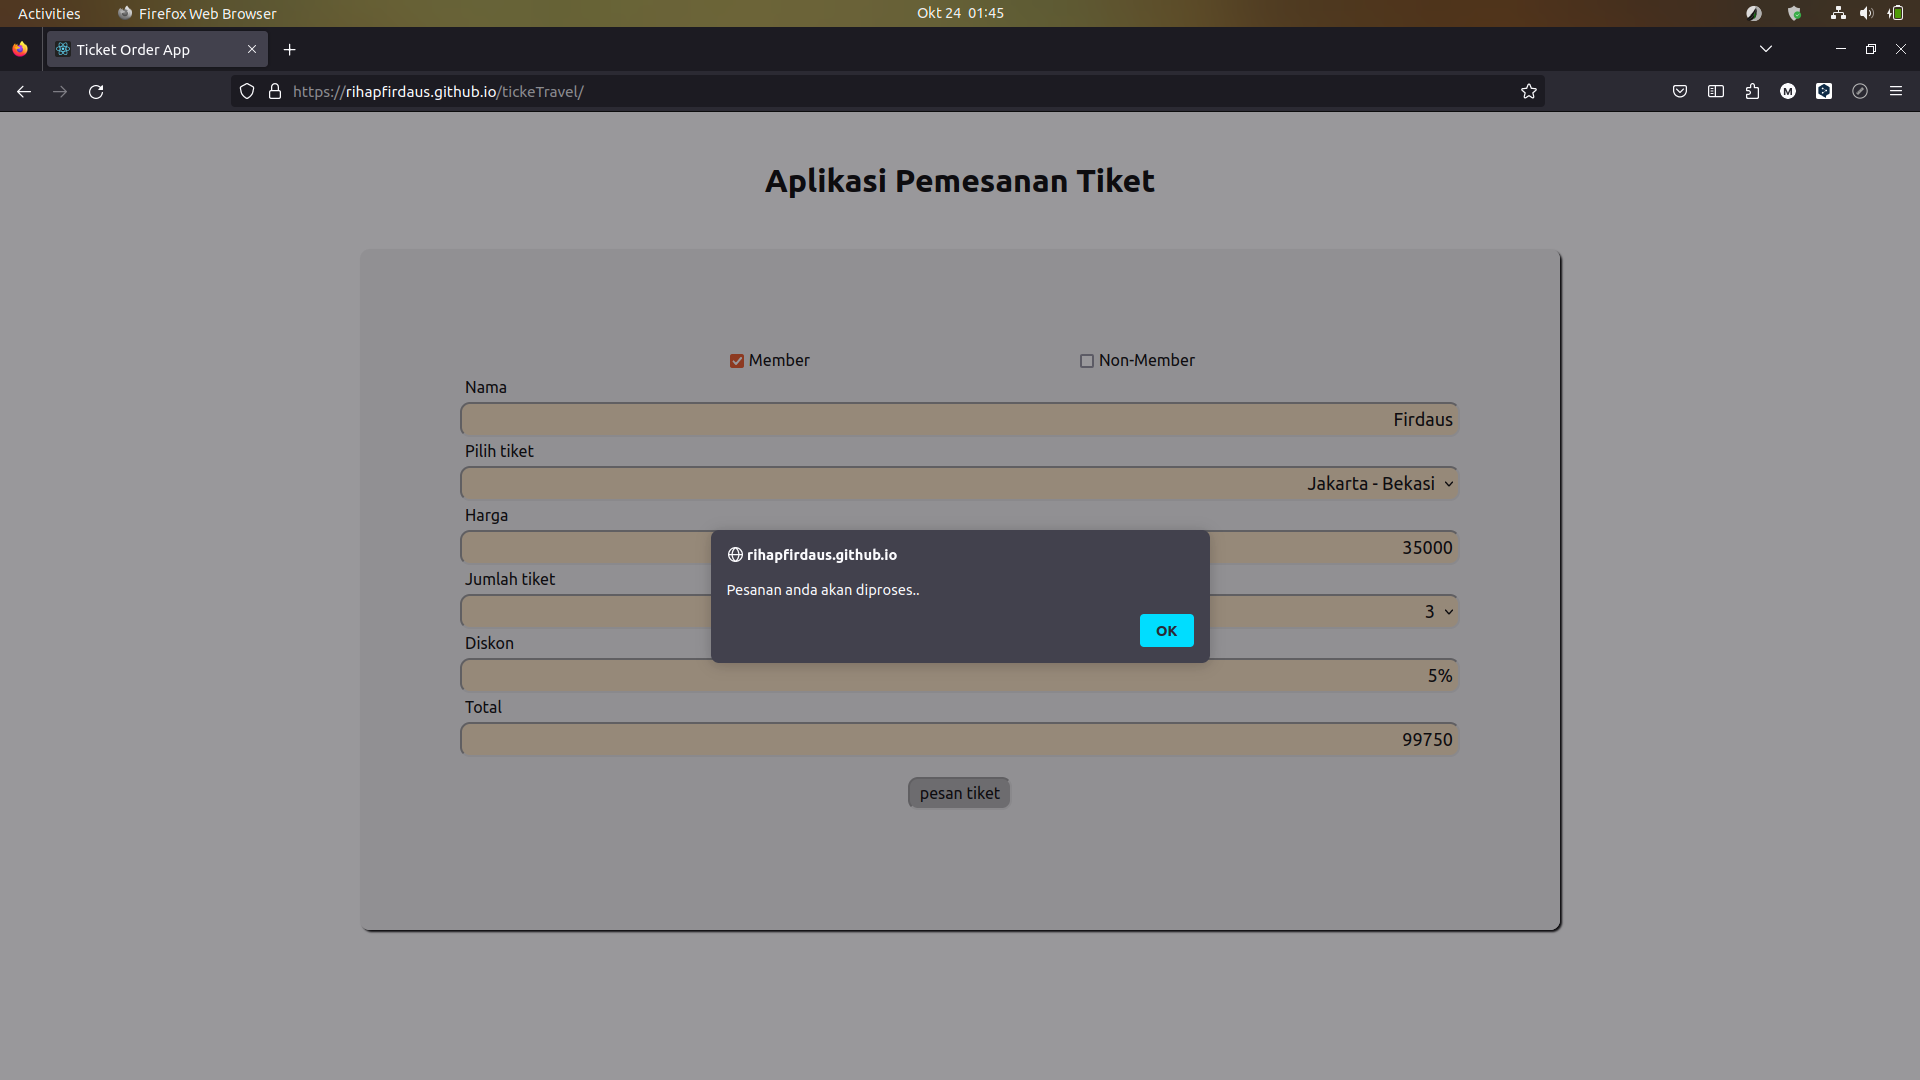 Activities
Firefox Web Browser
Okt 24 01:45
Ticket Order App
https://rihapfirdaus.github.io/tickeTravel/
M
Aplikasi Pemesanan Tiket
Member
Non-Member
Nama
Firdaus
Pilih tiket
Jakarta - Bekasi
Harga
35000
rihapfirdaus.github.io
Jumlah tiket
Pesanan anda akan diproses..
3
OK
Diskon
5%
Total
99750
pesan tiket